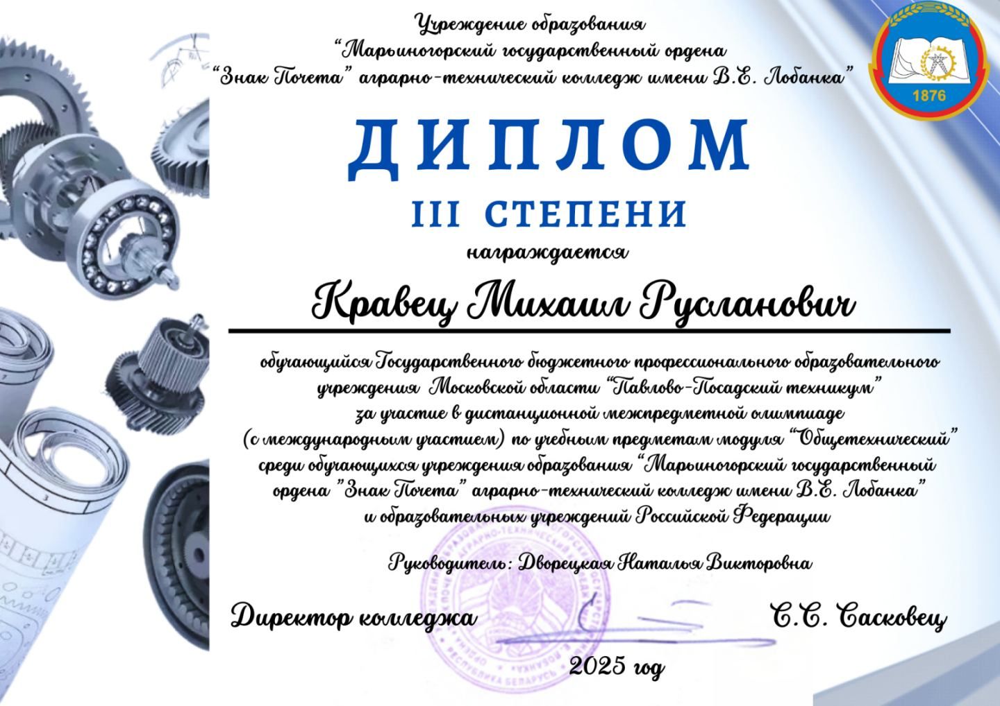 Учреждение образования
“Марьиногорский государственный ордена
“Знак Почета” аграрно-технический колледж имени В.Е. Лобанка”
1876
ДИПЛОМ
III СТЕПЕНИ
награждается
Кравец Михаил Русланович
обучающийся Государственного бюджетного профессионального образовательного
учреждения Московской области “Павлово-Посадский техникум”
за участие в дистанционной межпредметной олимпиаде
(с международным участием) по учебным предметам модуля “Общетехнический”
среди обучающихся учреждения образования “Марьиногорский государственный
ордена ”Знак Почета” аграрно-технический колледж имени В.Е. Лобанка”
и образовательных учреждений Российской Федерации
Руководитель: Дворецкая Наталья Викторовна
Директор колледжа
С.С. Сасковец
РЕСПУБЛИКА БЕЛАРУСЬ
2025 год